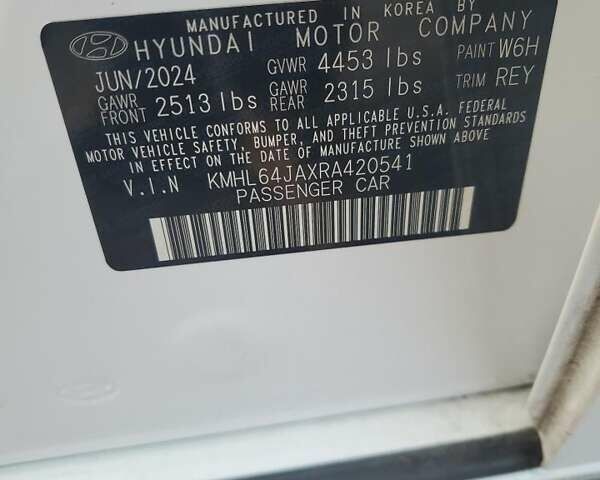 MANUFACTURED IN KOREA BY
HYUNDAI MOTOR COMPANY
JUN/2024 GVWR 4453 lbs PAINT W6H
GAWR FRONT 2513 lbs GAWR REAR 2315 lbs TRIM REY
THIS VEHICLE CONFORMS TO ALL APPLICABLE U.S.A. FEDERAL
MOTOR VEHICLE SAFETY, BUMPER, AND THEFT PREVENTION STANDARDS
IN EFFECT ON THE DATE OF MANUFACTURE SHOWN ABOVE
V.I.N KMHL64JAXRA420541
PASSENGER CAR